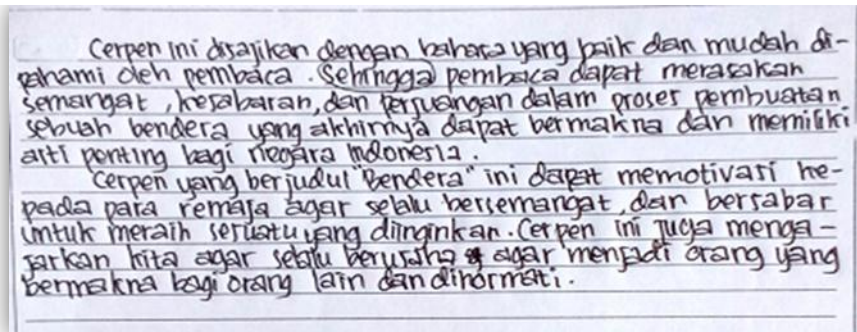 Cerpen ini disajikan dengan bahasa yang baik dan mudah di-
pahami oleh pembaca. Sehingga pembaca dapat merasakan
semangat, kesabaran, dan perjuangan dalam proses pembuatan
sebuah bendera yang akhirnya dapat bermakna dan memiliki
arti penting bagi negara Indonesia.
Cerpen yang berjudul "Bendera" ini dapat memotivasi ke-
pada para remaja agar selalu bersemangat, dan bersabar
untuk meraih sesuatu yang diinginkan. Cerpen ini juga menga-
jarkan kita agar selalu berusaha agar menjadi orang yang
bermakna bagi orang lain dan dihormati.